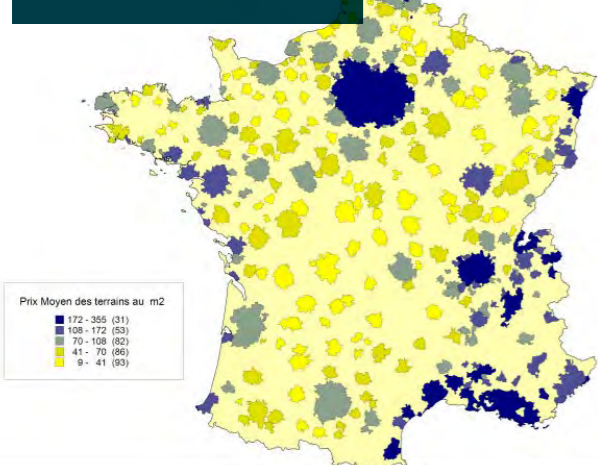 Prix Moyen des terrains au m2
172 - 355 (31)
108 - 172 (53)
70 - 108 (82)
41 - 70 (86)
9 - 41 (93)